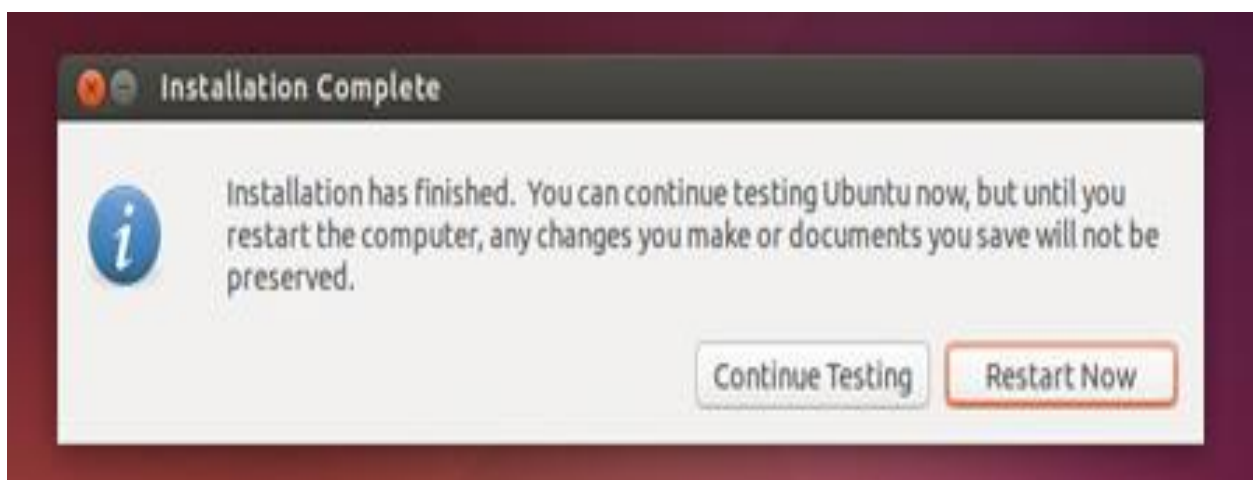 Installation Complete
i
Installation has finished.  You can continue testing Ubuntu now, but until you
restart the computer, any changes you make or documents you save will not be
preserved.
Continue Testing
Restart Now